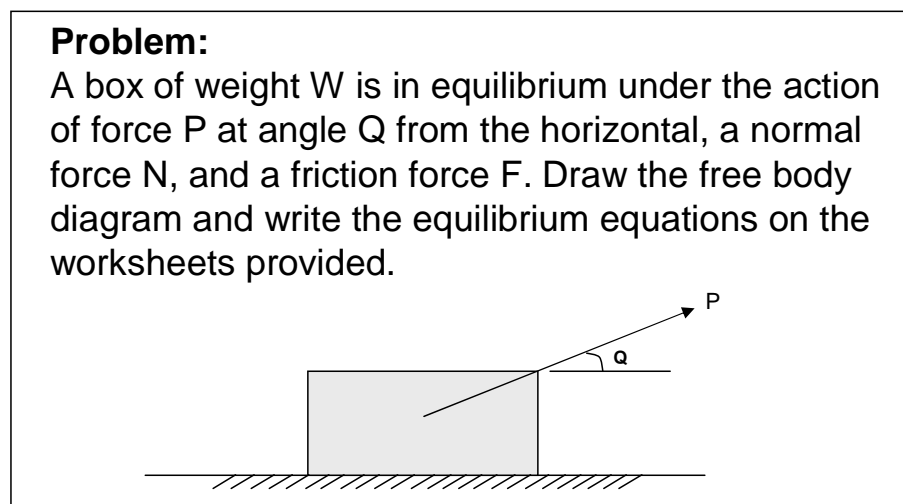 Problem:
A box of weight W is in equilibrium under the action
of force P at angle Q from the horizontal, a normal
force N, and a friction force F. Draw the free body
diagram and write the equilibrium equations on the
worksheets provided.
P
Q